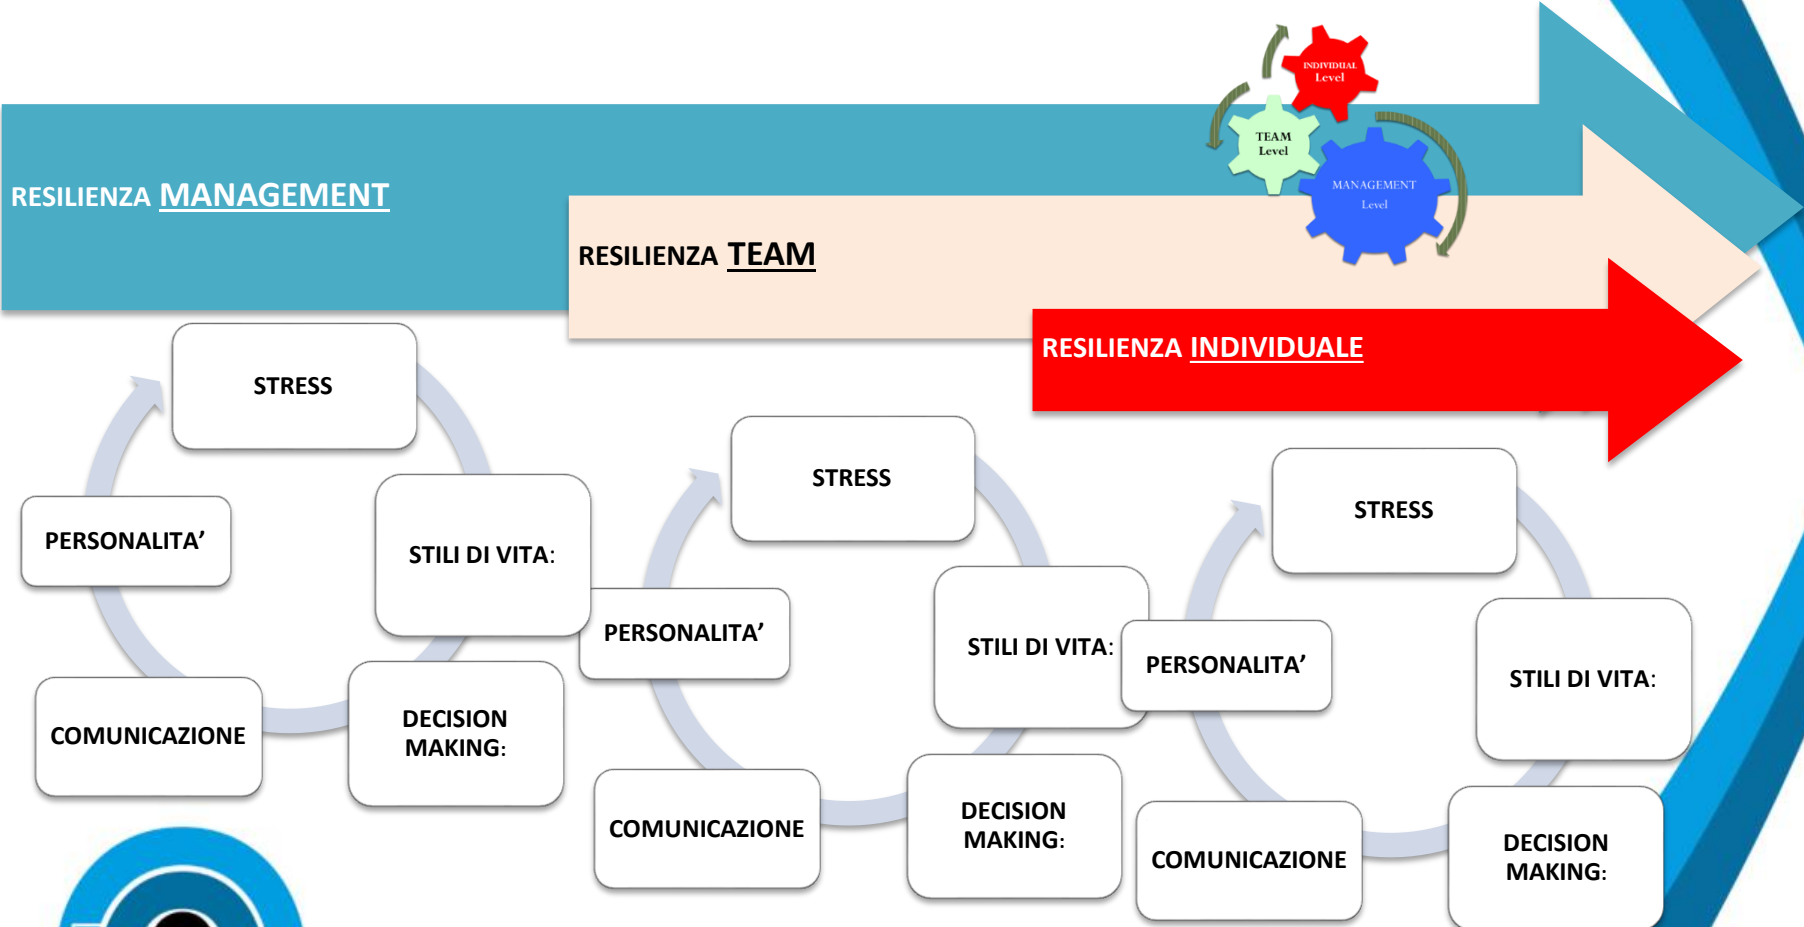 INDIVIDUAL
Level
TEAM
Level
MANAGEMENT
Level
RESILIENZA MANAGEMENT
RESILIENZA TEAM
RESILIENZA INDIVIDUALE
STRESS
PERSONALITA’
STILI DI VITA:
COMUNICAZIONE
DECISION
MAKING:
STRESS
PERSONALITA’
STILI DI VITA:
COMUNICAZIONE
DECISION
MAKING:
STRESS
PERSONALITA’
STILI DI VITA:
COMUNICAZIONE
DECISION
MAKING: